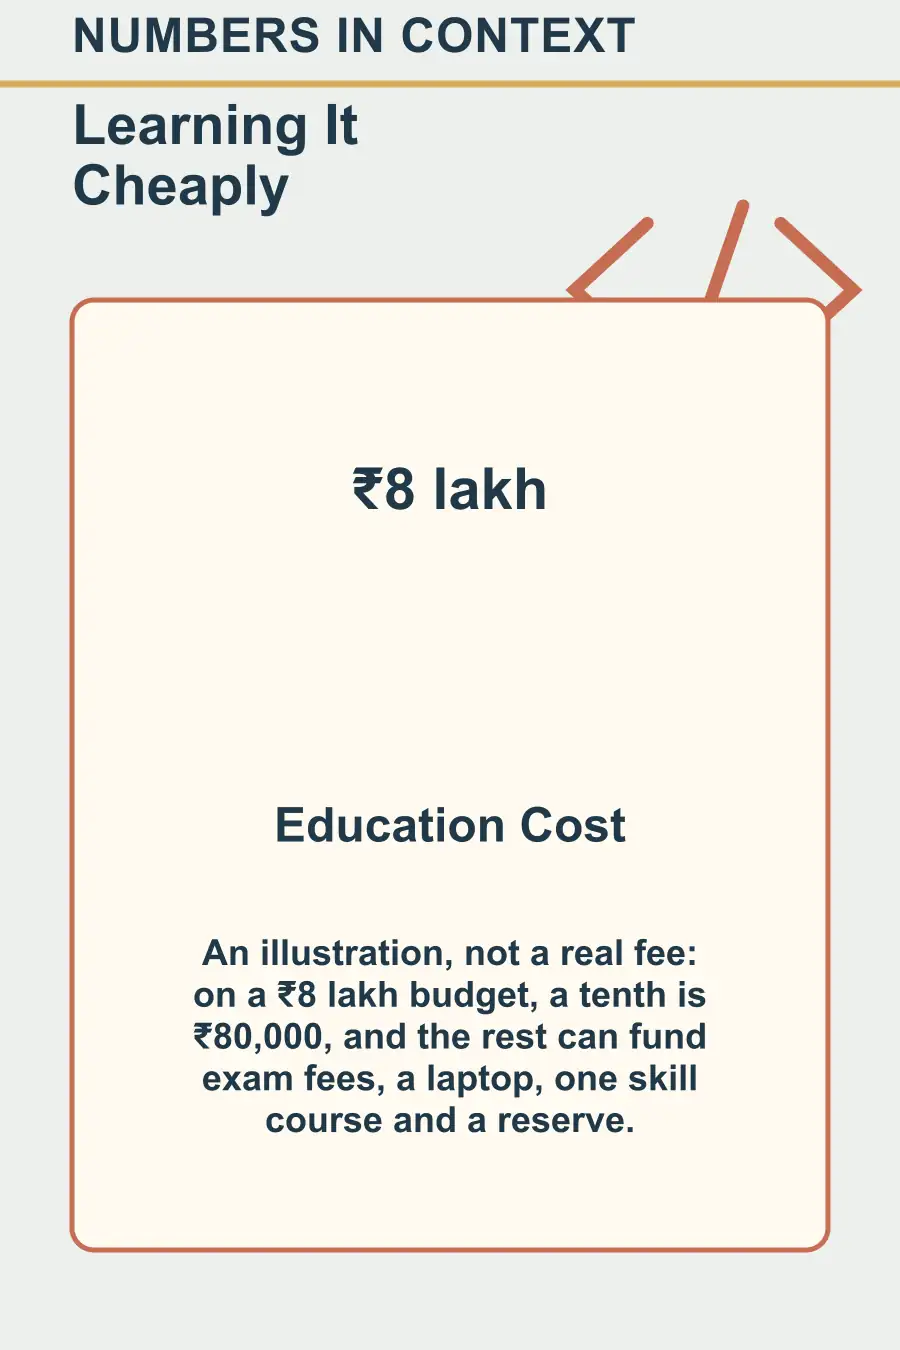 NUMBERS IN CONTEXT
Learning It
Cheaply
₹8 lakh
Education Cost
An illustration, not a real fee:
on a ₹8 lakh budget, a tenth is
₹80,000, and the rest can fund
exam fees, a laptop, one skill
course and a reserve.